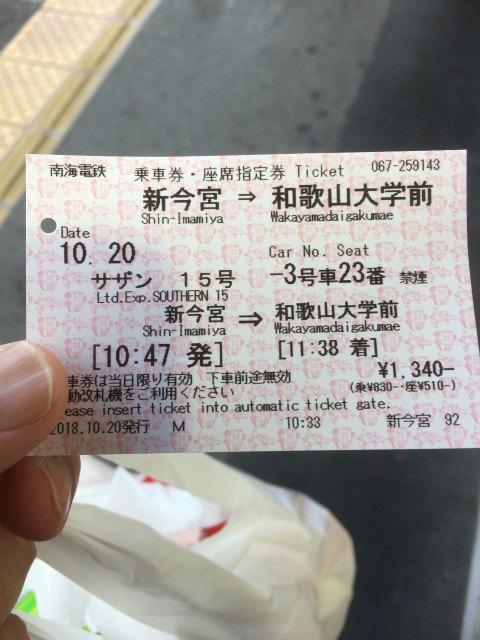 南海電鉄 乗車券・座席指定券 Ticket 067-259143
新今宮 ⇒ 和歌山大学前
Shin-Imamiya Wakayamadaigakumae
Date
10. 20 Car No. Seat
サザン 15号 -3号車23番 禁煙
Ltd.Exp.SOUTHERN 15
新今宮 ⇒ 和歌山大学前
Shin-Imamiya Wakayamadaigakumae
[10:47 発] [11:38 着]
車券は当日限り有効 下車前途無効 ¥1,340-
動改札機をご利用ください (乗¥830-・座¥510-)
ease insert ticket into automatic ticket gate.
2018.10.20発行 M 10:33 新今宮 92